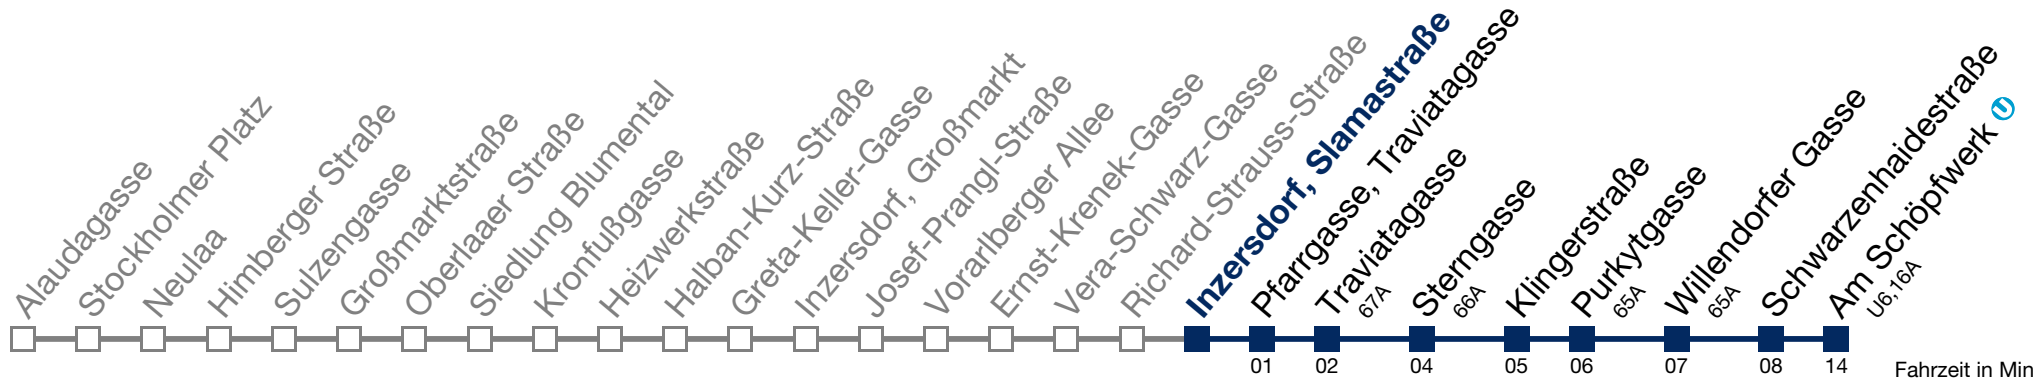 Alaudagasse
Stockholmer Platz
Neulaa
Himberger Straße
Sulzengasse
Großmarktstraße
Oberlaaer Straße
Siedlung Blumental
Kronfußgasse
Heizwerkstraße
Halban-Kurz-Straße
Greta-Keller-Gasse
Inzersdorf, Großmarkt
Josef-Prangl-Straße
Vorarlberger Allee
Ernst-Krenek-Gasse
Vera-Schwarz-Gasse
Richard-Strauss-Straße
Inzersdorf, Slamastraße
Pfarrgasse, Traviatagasse
Traviatagasse
67A
Sterngasse
66A
Klingerstraße
Purkytgasse
65A
Willendorfer Gasse
65A
Schwarzenhaidestraße
Am Schöpfwerk U
U6, 16A
01 02 04 05 06 07 08 14 Fahrzeit in Min